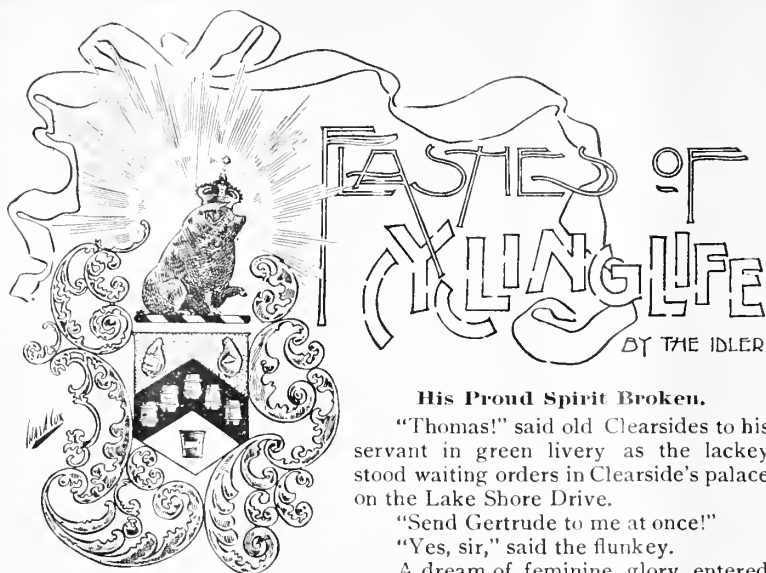 FLASHES OF
CYCLING LIFE
BY THE IDLER
His Proud Spirit Broken.
"Thomas!" said old Clearsides to his
servant in green livery as the lackey
stood waiting orders in Clearside's palace
on the Lake Shore Drive.
"Send Gertrude to me at once!"
"Yes, sir," said the flunkey.
A dream of feminine glory entered